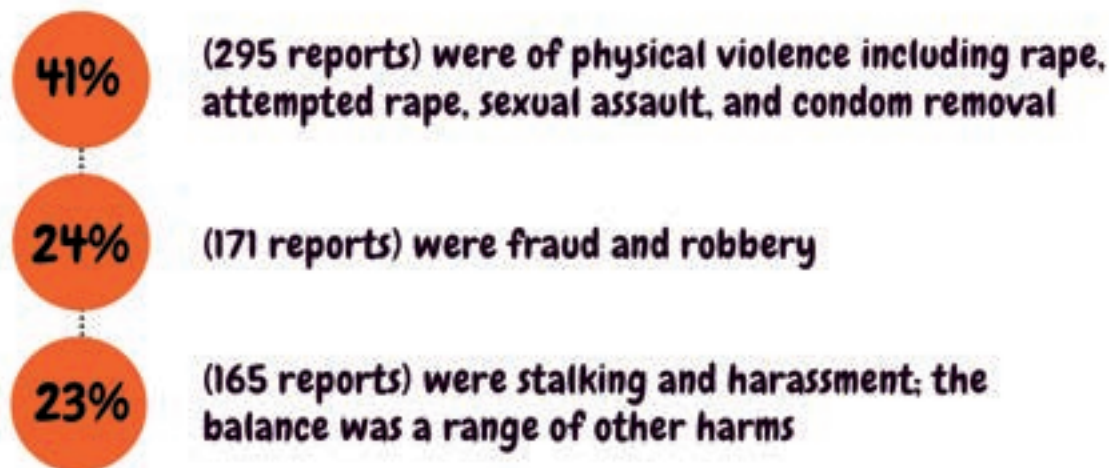 41%
(295 reports) were of physical violence including rape,
attempted rape, sexual assault, and condom removal
24%
(171 reports) were fraud and robbery
23%
(165 reports) were stalking and harassment; the
balance was a range of other harms